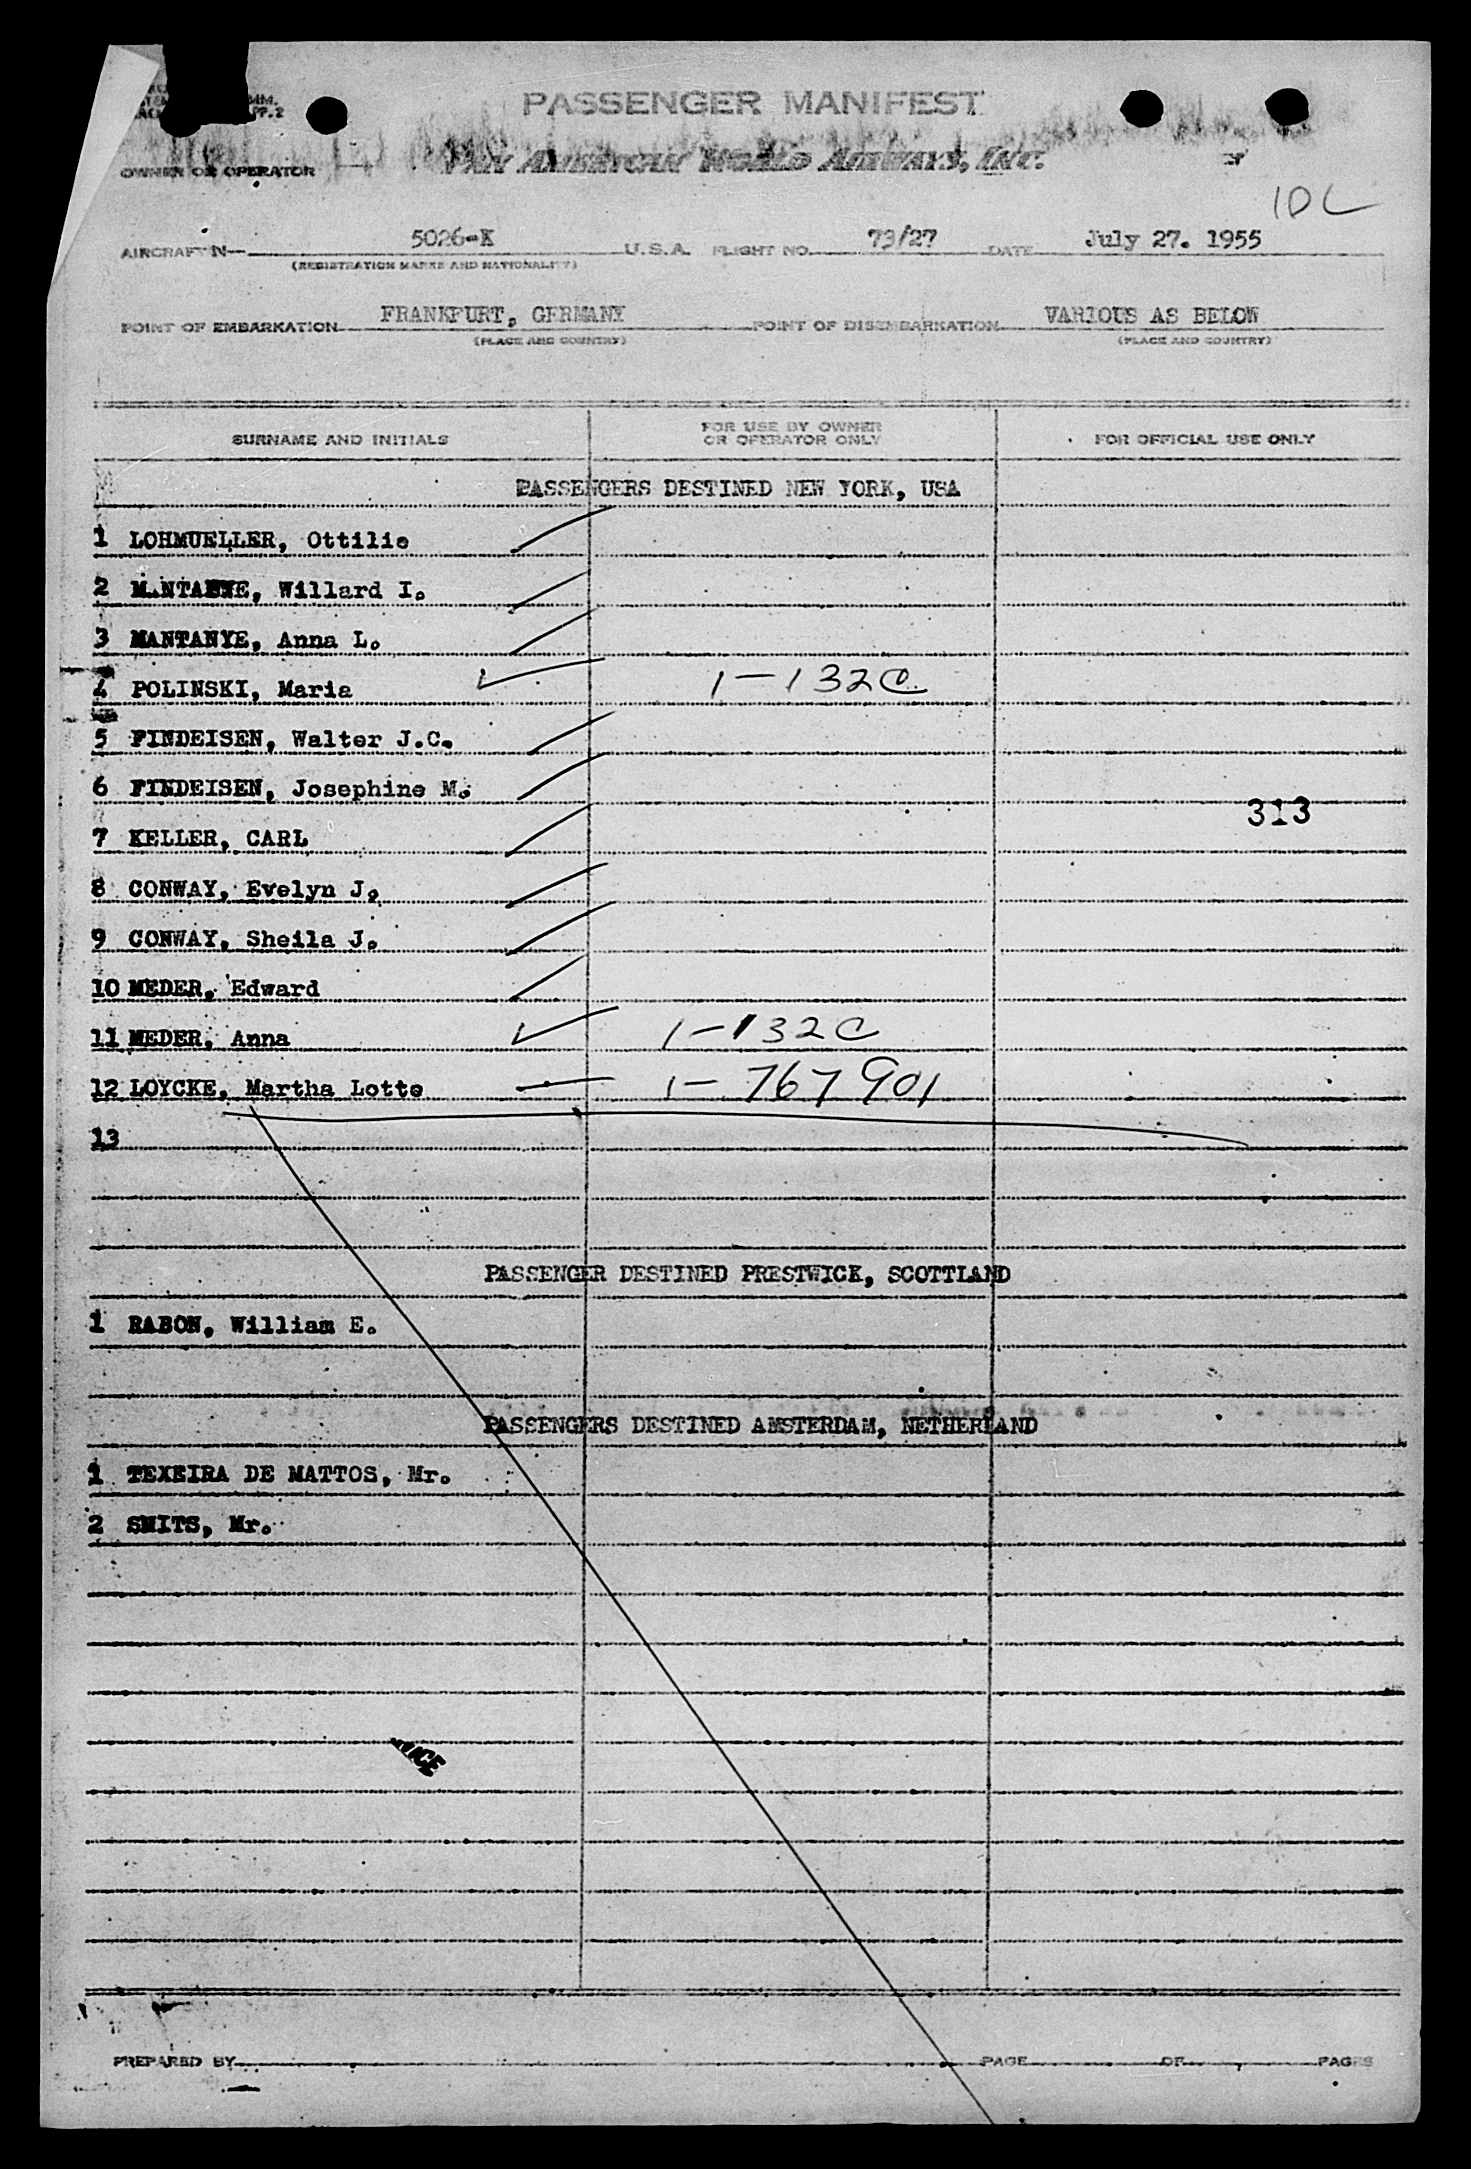 PASSENGER MANIFEST
OWNER OR OPERATOR PAN AMERICAN WORLD AIRWAYS, INC.
10 L
AIRCRAFT N— 5026-K U.S.A. FLIGHT NO. 73/27 DATE July 27. 1955
(REGISTRATION MARKS AND NATIONALITY)
POINT OF EMBARKATION FRANKFURT, GERMANY POINT OF DISEMBARKATION VARIOUS AS BELOW
(PLACE AND COUNTRY) (PLACE AND COUNTRY)
SURNAME AND INITIALS FOR USE BY OWNER OR OPERATOR ONLY FOR OFFICIAL USE ONLY
PASSENGERS DESTINED NEW YORK, USA
1 LOHMUELLER, Ottilie
2 MANTANYE, Willard I.
3 MANTANYE, Anna L.
4 POLINSKI, Maria 1-132C
5 FINDEISEN, Walter J.C.
6 FINDEISEN, Josephine M.
313
7 KELLER, CARL
8 CONWAY, Evelyn J.
9 CONWAY, Sheila J.
10 MEDER, Edward
11 MEDER, Anna 1-132C
12 LOYCKE, Martha Lotte 1-767901
13
PASSENGER DESTINED PRESTWICK, SCOTTLAND
1 RABON, William E.
PASSENGERS DESTINED AMSTERDAM, NETHERLAND
1 TEXEIRA DE MATTOS, Mr.
2 SMITS, Mr.
PREPARED BY PAGE OF PAGES